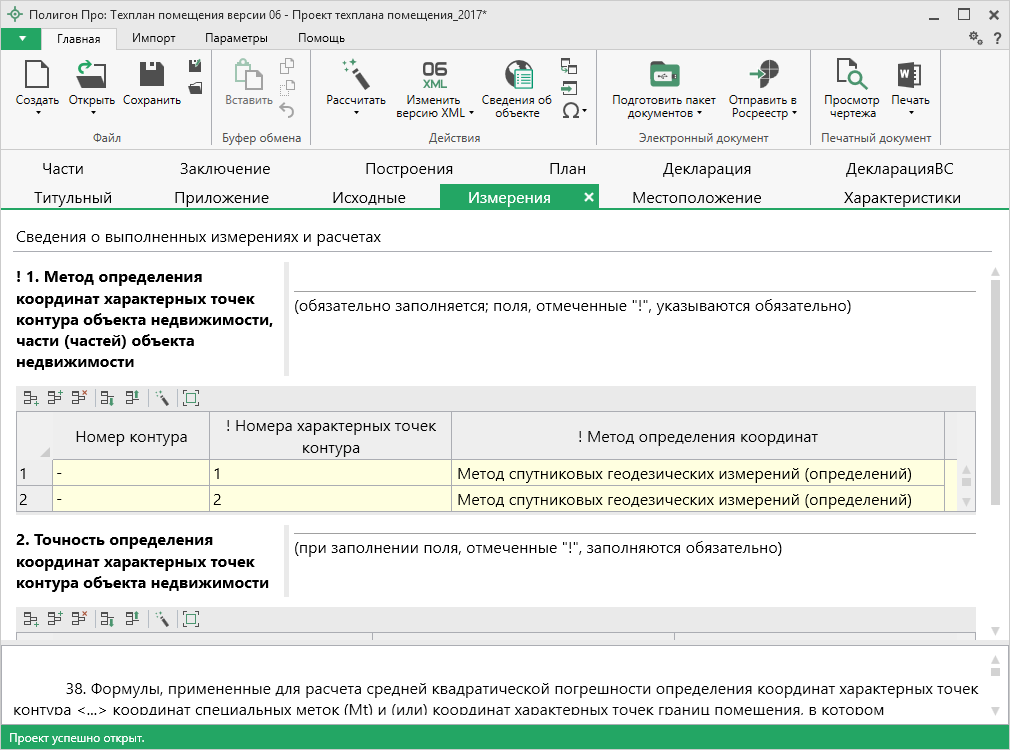 Полигон Про: Техплан помещения версии 06 - Проект техплана помещения_2017*
Главная Импорт Параметры Помощь ?
Создать Открыть Сохранить Вставить Рассчитать 06 XML Изменить версию XML Сведения об объекте Подготовить пакет документов Отправить в Росреестр Просмотр чертежа Печать
Файл Буфер обмена Действия Электронный документ Печатный документ
Части Заключение Построения План Декларация ДекларацияВС
Титульный Приложение Исходные Измерения × Местоположение Характеристики
Сведения о выполненных измерениях и расчетах
! 1. Метод определения
координат характерных точек
контура объекта недвижимости,
части (частей) объекта
недвижимости
(обязательно заполняется; поля, отмеченные "!", указываются обязательно)
Номер контура ! Номера характерных точек контура ! Метод определения координат
1 - 1 Метод спутниковых геодезических измерений (определений)
2 - 2 Метод спутниковых геодезических измерений (определений)
2. Точность определения
координат характерных точек
контура объекта недвижимости
(при заполнении поля, отмеченные "!", заполняются обязательно)
38. Формулы, примененные для расчета средней квадратической погрешности определения координат характерных точек
контура <...> координат специальных меток (Mt) и (или) координат характерных точек границ помещения, в котором
Проект успешно открыт.